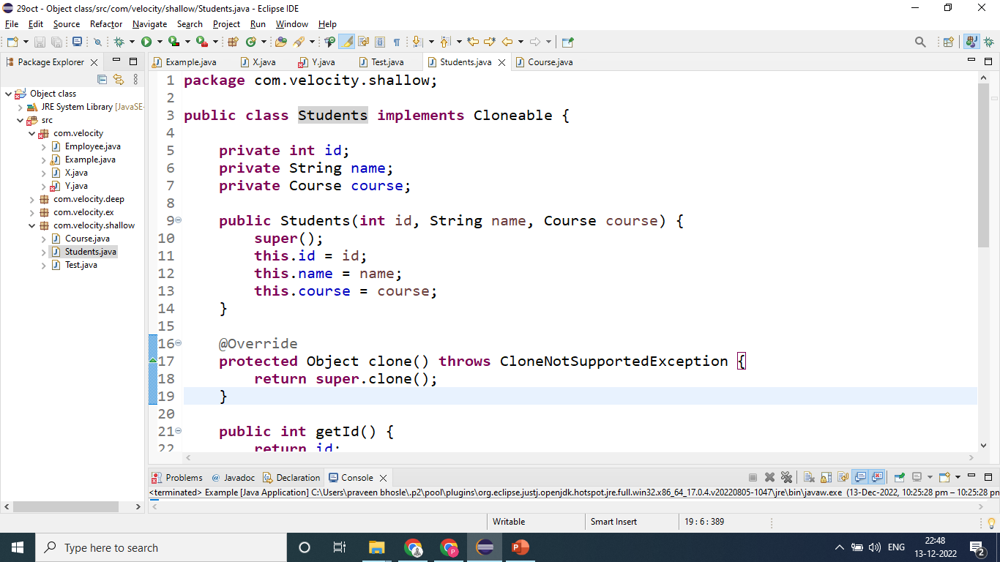 29oct - Object class/src/com/velocity/shallow/Students.java - Eclipse IDE
File Edit Source Refactor Navigate Search Project Run Window Help
Package Explorer
Example.java X.java Y.java Test.java Students.java Course.java
Object class
JRE System Library [JavaSE-
src
com.velocity
Employee.java
Example.java
X.java
Y.java
com.velocity.deep
com.velocity.ex
com.velocity.shallow
Course.java
Students.java
Test.java
1 package com.velocity.shallow;
2
3 public class Students implements Cloneable {
4
5 private int id;
6 private String name;
7 private Course course;
8
9 public Students(int id, String name, Course course) {
10 super();
11 this.id = id;
12 this.name = name;
13 this.course = course;
14 }
15
16 @Override
17 protected Object clone() throws CloneNotSupportedException {
18 return super.clone();
19 }
20
21 public int getId() {
22 return id;
Problems @ Javadoc Declaration Console
<terminated> Example [Java Application] C:\Users\praveen bhosle\.p2\pool\plugins\org.eclipse.justj.openjdk.hotspot.jre.full.win32.x86_64_17.0.4.v20220805-1047\jre\bin\javaw.exe (13-Dec-2022, 10:25:28 pm – 10:25:28 pm
Writable Smart Insert 19 : 6 : 389
Type here to search
ENG
22:48
13-12-2022
2